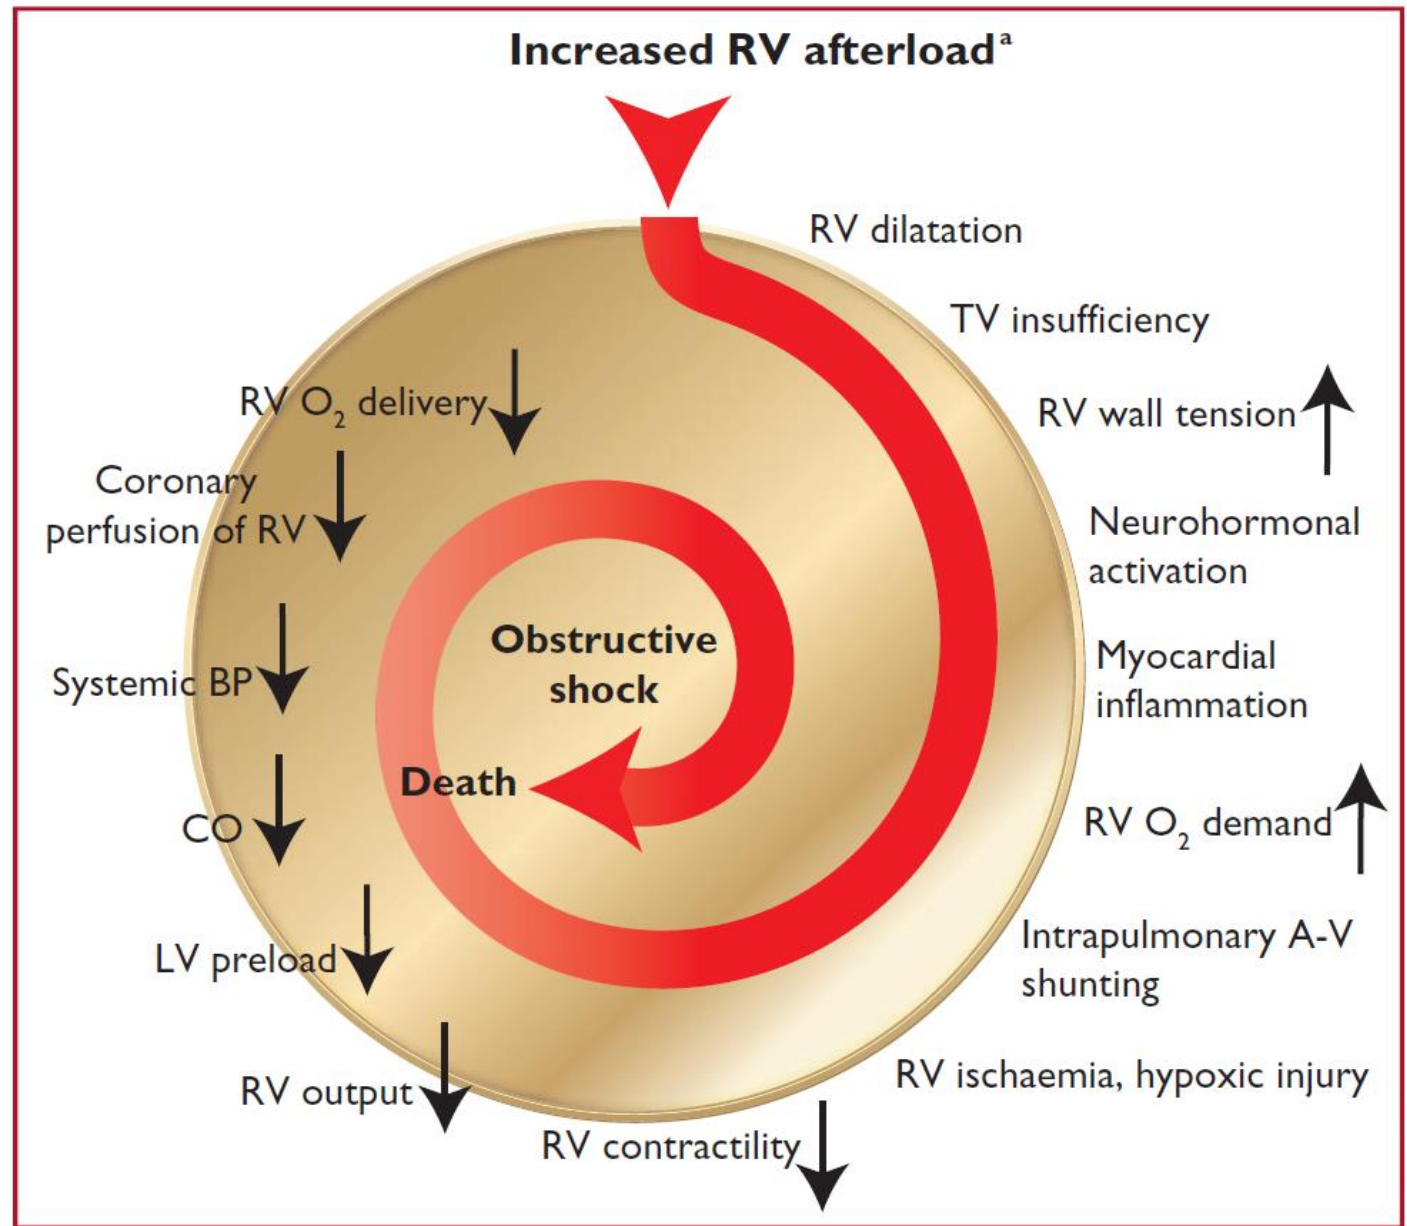 Increased RV afterloadᵃ
RV dilatation
TV insufficiency
RV wall tension
Neurohormonal
activation
Myocardial
inflammation
RV O₂ demand
Intrapulmonary A-V
shunting
RV ischaemia, hypoxic injury
RV contractility
RV output
LV preload
CO
Systemic BP
Coronary
perfusion of RV
RV O₂ delivery
Obstructive
shock
Death